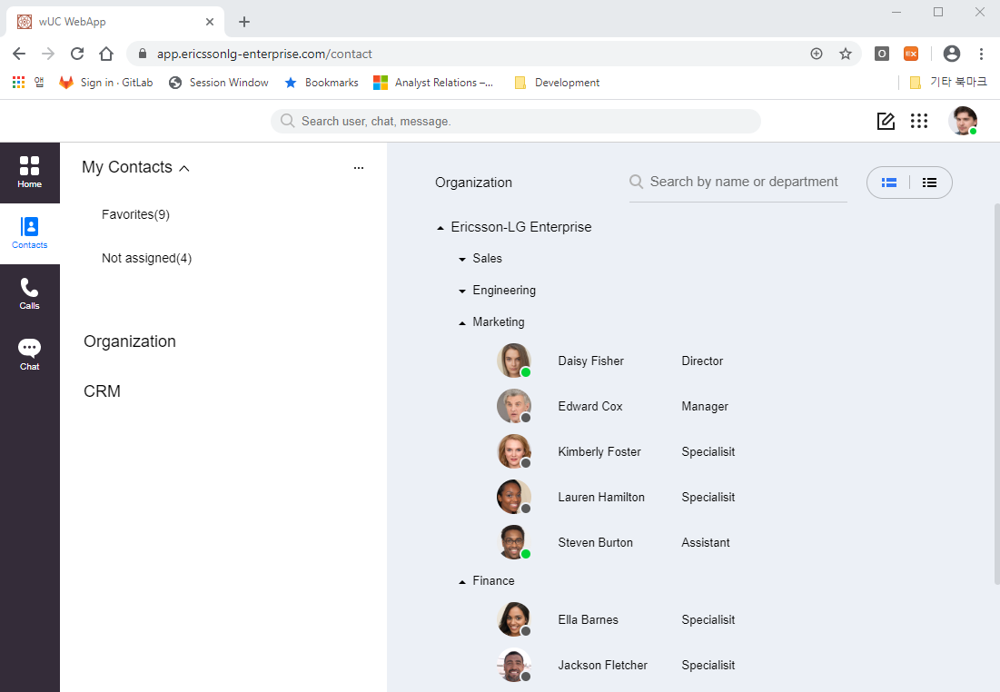 wUC WebApp
app.ericssonlg-enterprise.com/contact
O
EX
앱
Sign in · GitLab
Session Window
Bookmarks
Analyst Relations –...
Development
기타 북마크
Search user, chat, message.
Home
Contacts
Calls
Chat
My Contacts
Favorites(9)
Not assigned(4)
Organization
CRM
Organization
Search by name or department
Ericsson-LG Enterprise
Sales
Engineering
Marketing
Daisy Fisher Director
Edward Cox Manager
Kimberly Foster Specialisit
Lauren Hamilton Specialisit
Steven Burton Assistant
Finance
Ella Barnes Specialisit
Jackson Fletcher Specialisit